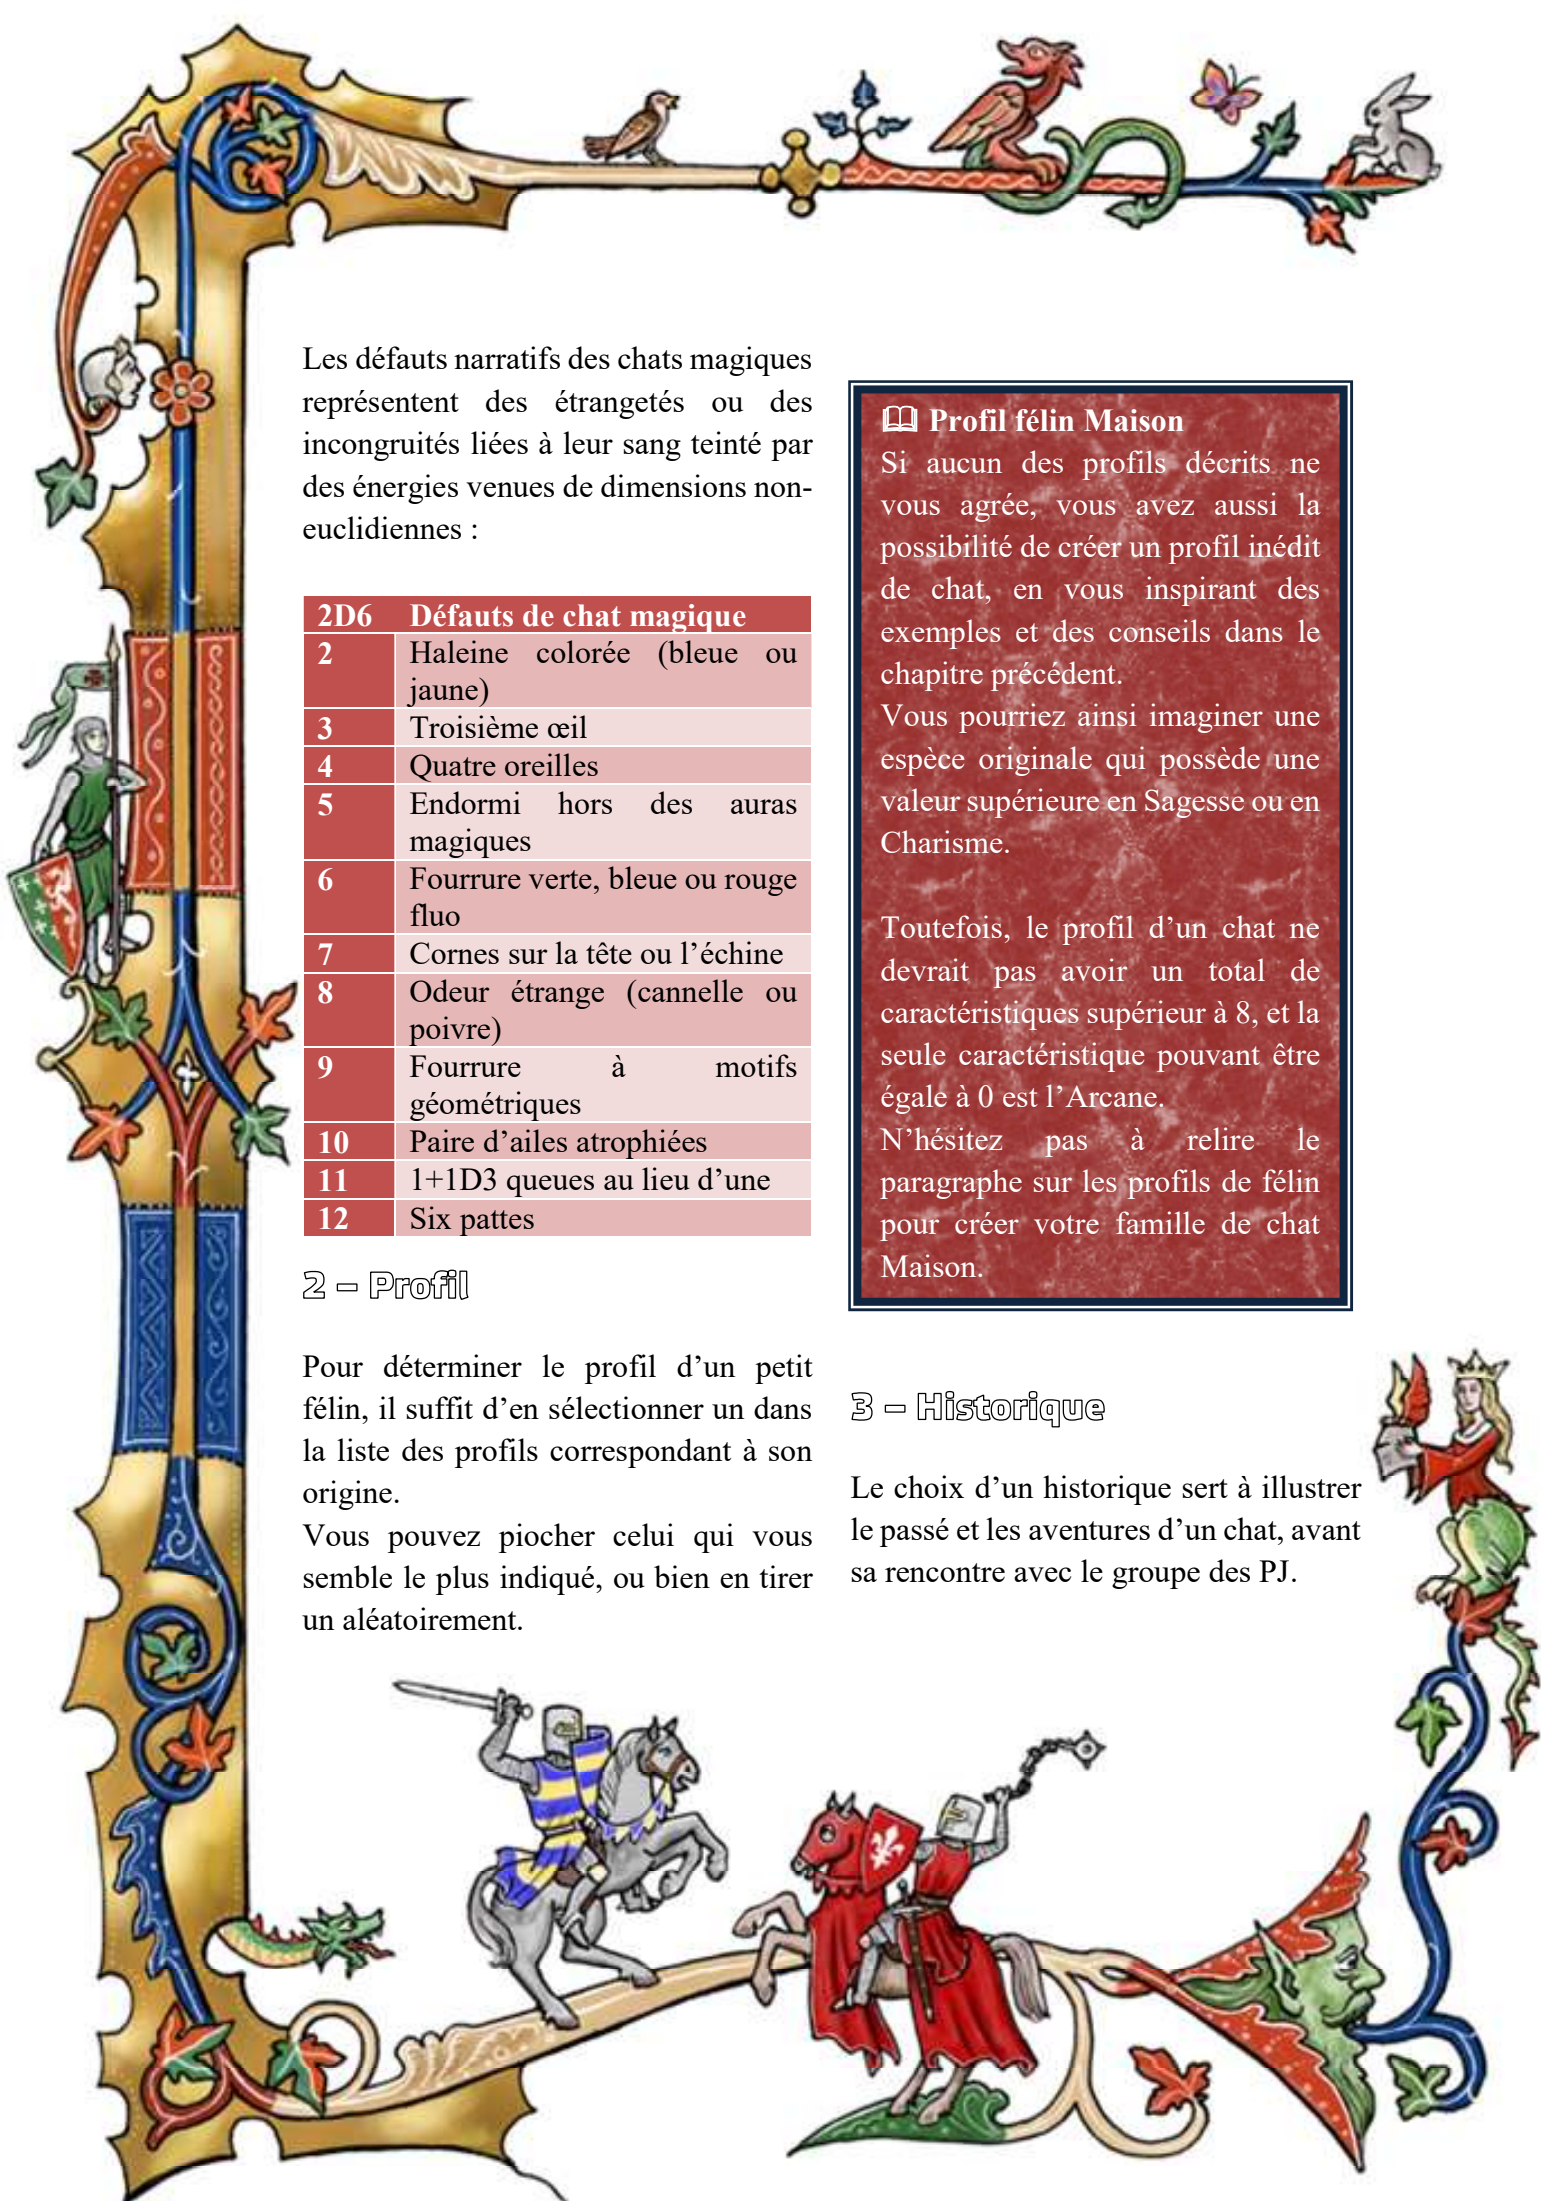 Les défauts narratifs des chats magiques
représentent des étrangetés ou des
incongruités liées à leur sang teinté par
des énergies venues de dimensions non-
euclidiennes :
2D6 Défauts de chat magique
2 Haleine colorée (bleue ou
jaune)
3 Troisième œil
4 Quatre oreilles
5 Endormi hors des auras
magiques
6 Fourrure verte, bleue ou rouge
fluo
7 Cornes sur la tête ou l’échine
8 Odeur étrange (cannelle ou
poivre)
9 Fourrure à motifs
géométriques
10 Paire d’ailes atrophiées
11 1+1D3 queues au lieu d’une
12 Six pattes
2 – Profil
Pour déterminer le profil d’un petit
félin, il suffit d’en sélectionner un dans
la liste des profils correspondant à son
origine.
Vous pouvez piocher celui qui vous
semble le plus indiqué, ou bien en tirer
un aléatoirement.
Profil félin Maison
Si aucun des profils décrits ne
vous agrée, vous avez aussi la
possibilité de créer un profil inédit
de chat, en vous inspirant des
exemples et des conseils dans le
chapitre précédent.
Vous pourriez ainsi imaginer une
espèce originale qui possède une
valeur supérieure en Sagesse ou en
Charisme.
Toutefois, le profil d’un chat ne
devrait pas avoir un total de
caractéristiques supérieur à 8, et la
seule caractéristique pouvant être
égale à 0 est l’Arcane.
N’hésitez pas à relire le
paragraphe sur les profils de félin
pour créer votre famille de chat
Maison.
3 – Historique
Le choix d’un historique sert à illustrer
le passé et les aventures d’un chat, avant
sa rencontre avec le groupe des PJ.